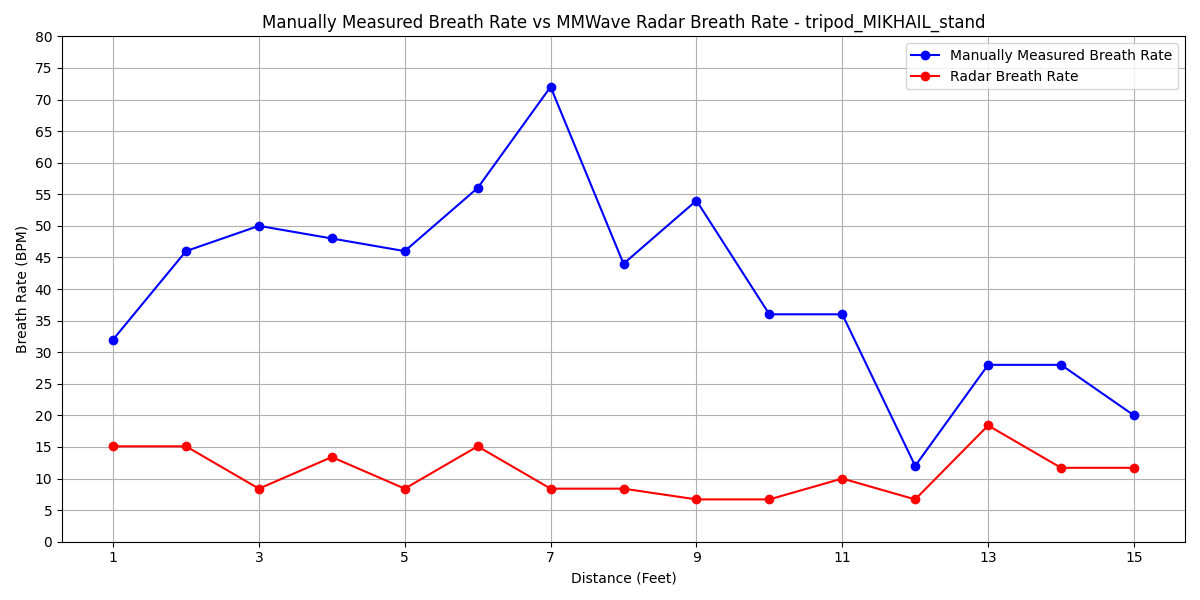 Manually Measured Breath Rate vs MMWave Radar Breath Rate - tripod_MIKHAIL_stand
Manually Measured Breath Rate
Radar Breath Rate
Breath Rate (BPM)
80
75
70
65
60
55
50
45
40
35
30
25
20
15
10
5
0
1 3 5 7 9 11 13 15
Distance (Feet)